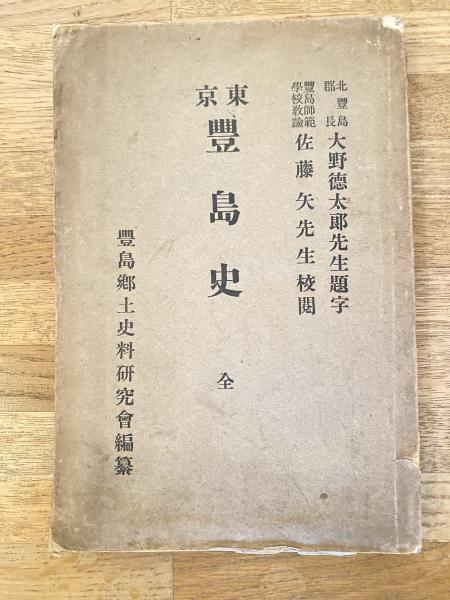 北豐島郡長 大野德太郎先生題字
豐島師範學校教諭 佐藤矢先生校閱
東京 豐島史 全
豐島鄉土史料研究會編纂